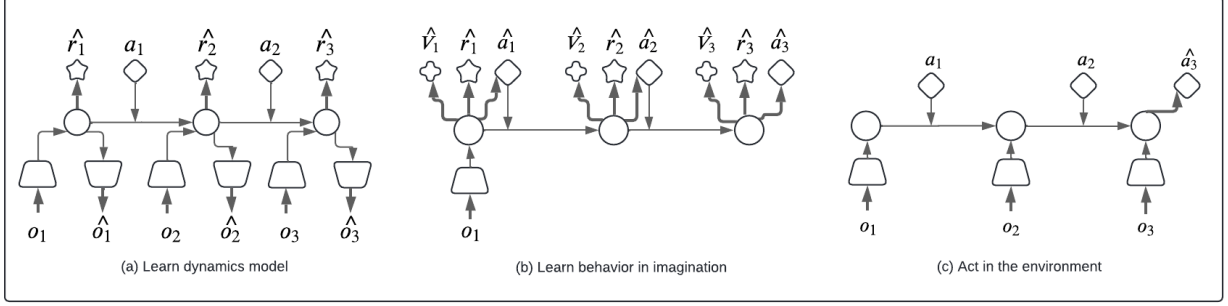 r̂₁ a₁ r̂₂ a₂ r̂₃
V̂₁ r̂₁ â₁ V̂₂ r̂₂ â₂ V̂₃ r̂₃ â₃
a₁ a₂ â₃
o₁ ô₁ o₂ ô₂ o₃ ô₃
o₁
o₁ o₂ o₃
(a) Learn dynamics model
(b) Learn behavior in imagination
(c) Act in the environment